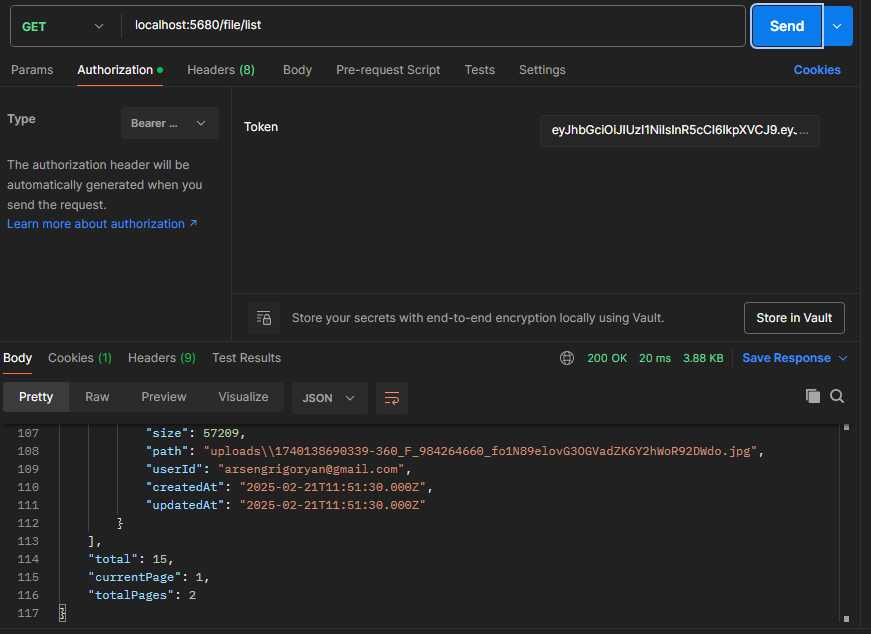 GET localhost:5680/file/list Send
Params Authorization Headers (8) Body Pre-request Script Tests Settings Cookies
Type Bearer ... Token eyJhbGciOiJIUzI1NiIsInR5cCI6IkpXVCJ9.ey...
The authorization header will be
automatically generated when you
send the request.
Learn more about authorization ↗
Store your secrets with end-to-end encryption locally using Vault. Store in Vault
Body Cookies (1) Headers (9) Test Results 200 OK 20 ms 3.88 KB Save Response
Pretty Raw Preview Visualize JSON
107 "size": 57209,
108 "path": "uploads\\1740138690339-360_F_984264660_fo1N89elovG3OGVadZK6Y2hWoR92DWdo.jpg",
109 "userId": "arsengrigoryan@gmail.com",
110 "createdAt": "2025-02-21T11:51:30.000Z",
111 "updatedAt": "2025-02-21T11:51:30.000Z"
112 }
113 ],
114 "total": 15,
115 "currentPage": 1,
116 "totalPages": 2
117 }